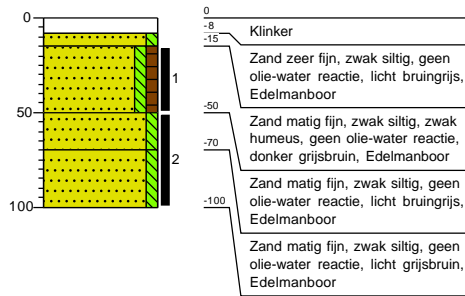 0
50
100
1
2
0
-8
-15
-50
-70
-100
Klinker
Zand zeer fijn, zwak siltig, geen
olie-water reactie, licht bruingrijs,
Edelmanboor
Zand matig fijn, zwak siltig, zwak
humeus, geen olie-water reactie,
donker grijsbruin, Edelmanboor
Zand matig fijn, zwak siltig, geen
olie-water reactie, licht bruingrijs,
Edelmanboor
Zand matig fijn, zwak siltig, geen
olie-water reactie, licht grijsbruin,
Edelmanboor